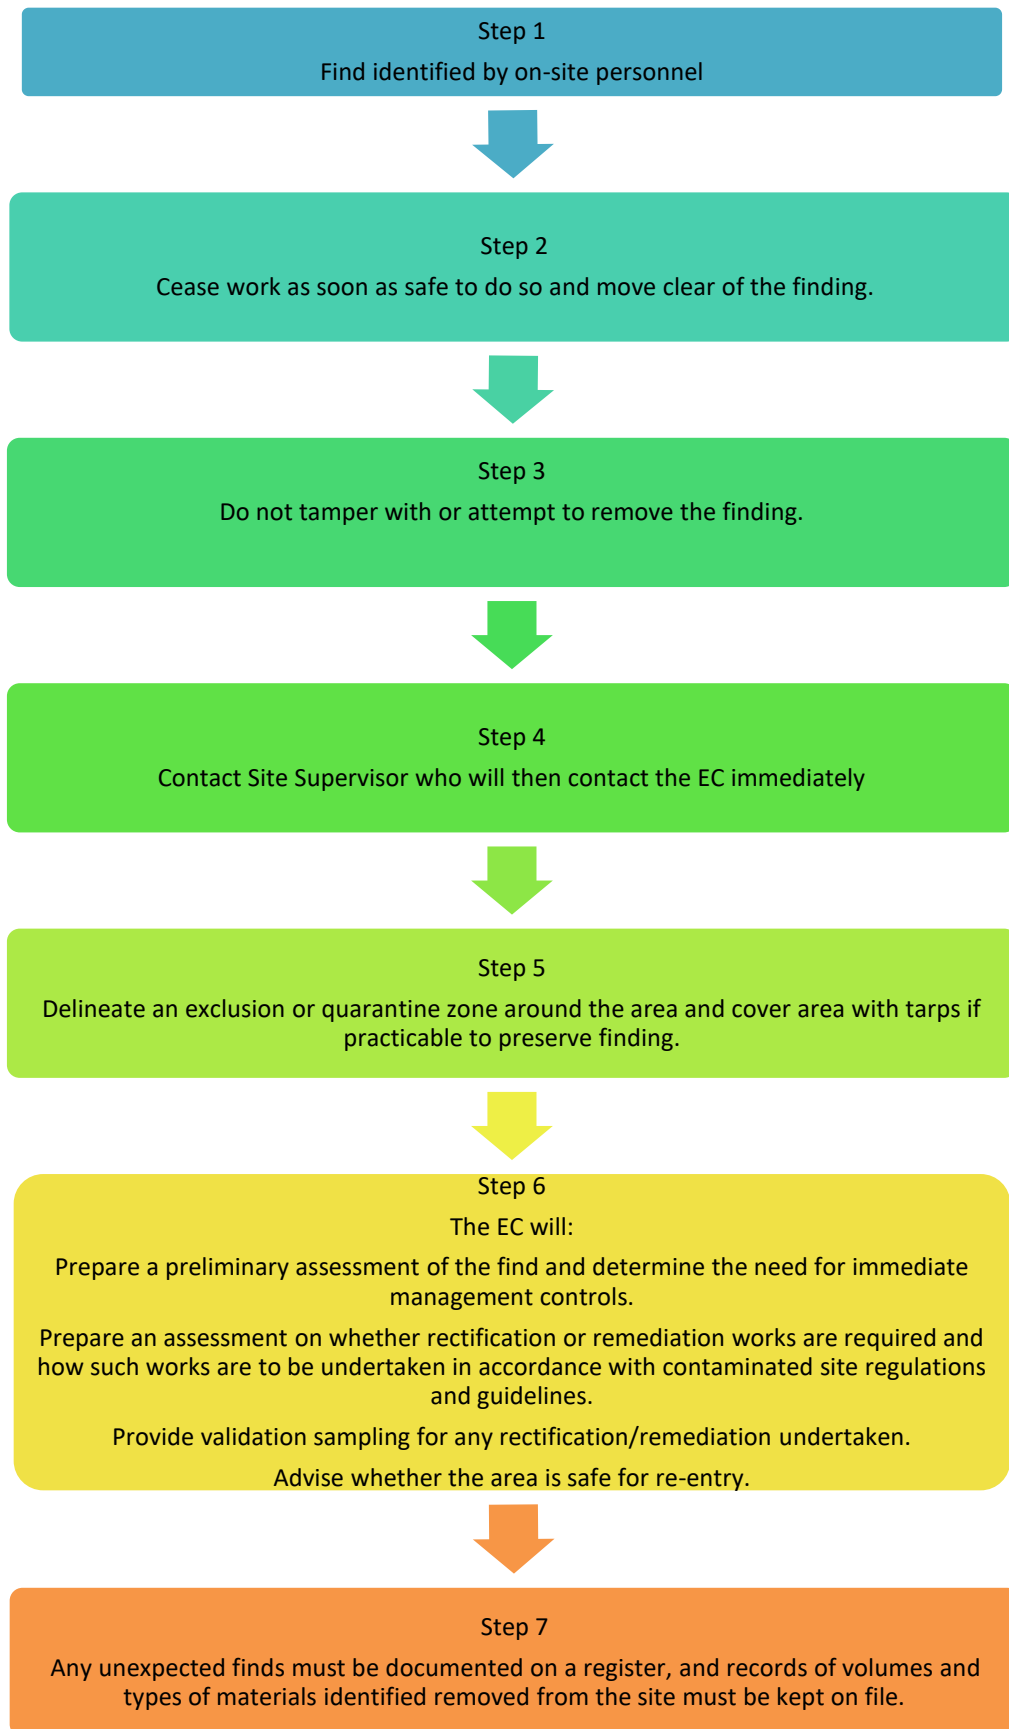 Step 1
Find identified by on-site personnel
Step 2
Cease work as soon as safe to do so and move clear of the finding.
Step 3
Do not tamper with or attempt to remove the finding.
Step 4
Contact Site Supervisor who will then contact the EC immediately
Step 5
Delineate an exclusion or quarantine zone around the area and cover area with tarps if
practicable to preserve finding.
Step 6
The EC will:
Prepare a preliminary assessment of the find and determine the need for immediate
management controls.
Prepare an assessment on whether rectification or remediation works are required and
how such works are to be undertaken in accordance with contaminated site regulations
and guidelines.
Provide validation sampling for any rectification/remediation undertaken.
Advise whether the area is safe for re-entry.
Step 7
Any unexpected finds must be documented on a register, and records of volumes and
types of materials identified removed from the site must be kept on file.